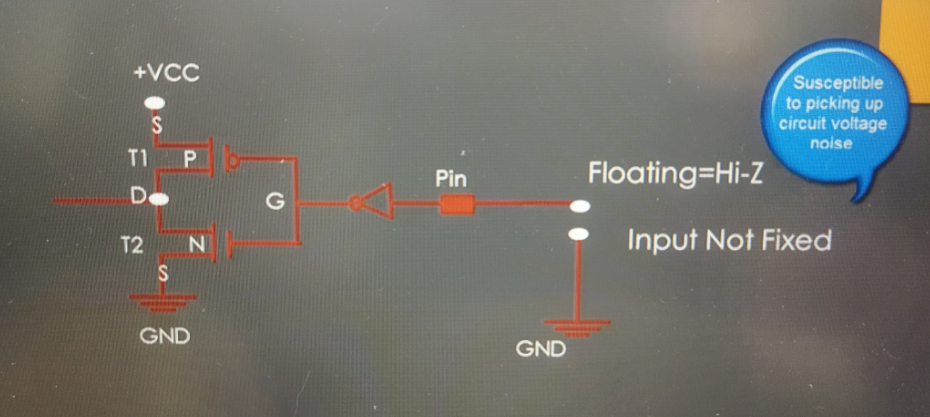 +VCC
S
T1
P
D
G
T2
N
S
GND
Pin
Floating=Hi-Z
Input Not Fixed
GND
Susceptible
to picking up
circuit voltage
noise